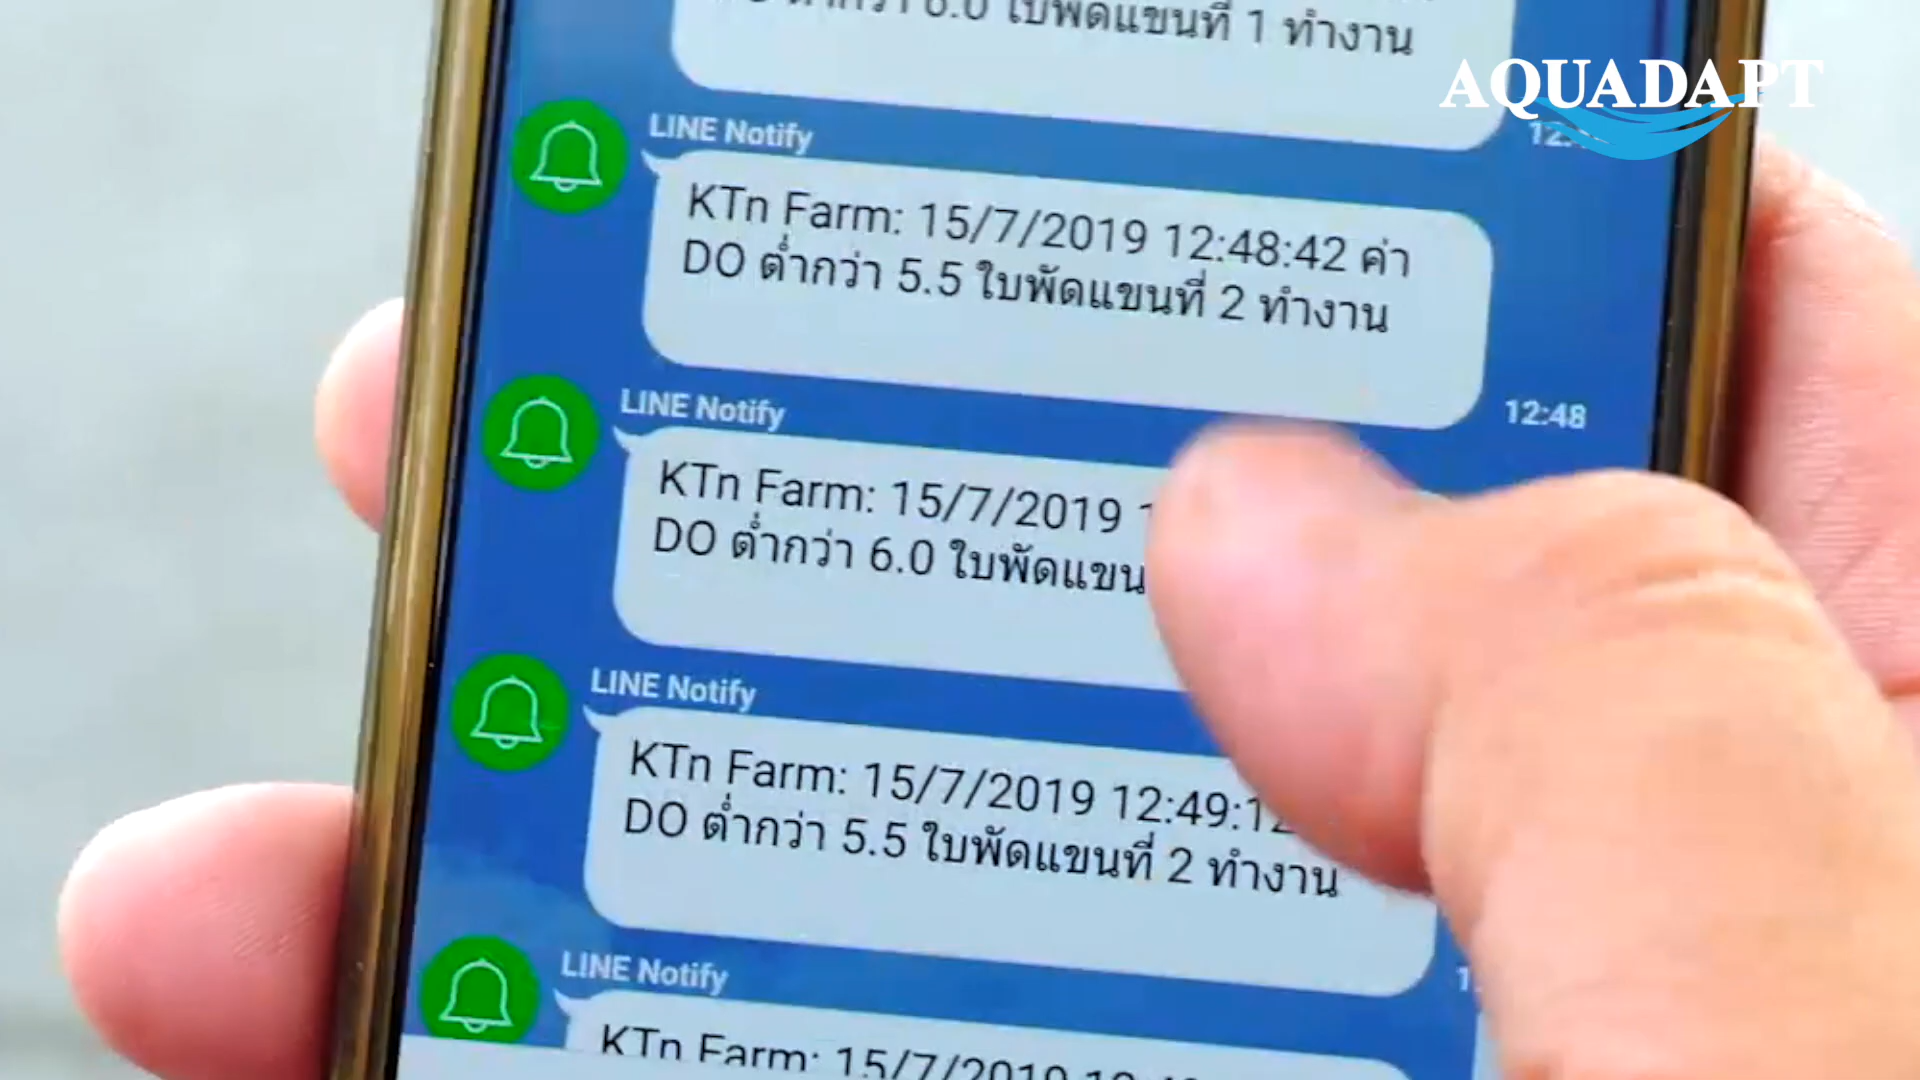 6.0 ใบพัดแขนที่ 1 ทำงาน
AQUADAPT
LINE Notify
KTn Farm: 15/7/2019 12:48:42 ค่า
DO ต่ำกว่า 5.5 ใบพัดแขนที่ 2 ทำงาน
12:48
LINE Notify
KTn Farm: 15/7/2019
DO ต่ำกว่า 6.0 ใบพัดแขน
LINE Notify
KTn Farm: 15/7/2019 12:49:12
DO ต่ำกว่า 5.5 ใบพัดแขนที่ 2 ทำงาน
LINE Notify
KTn Farm: 15/7/2019